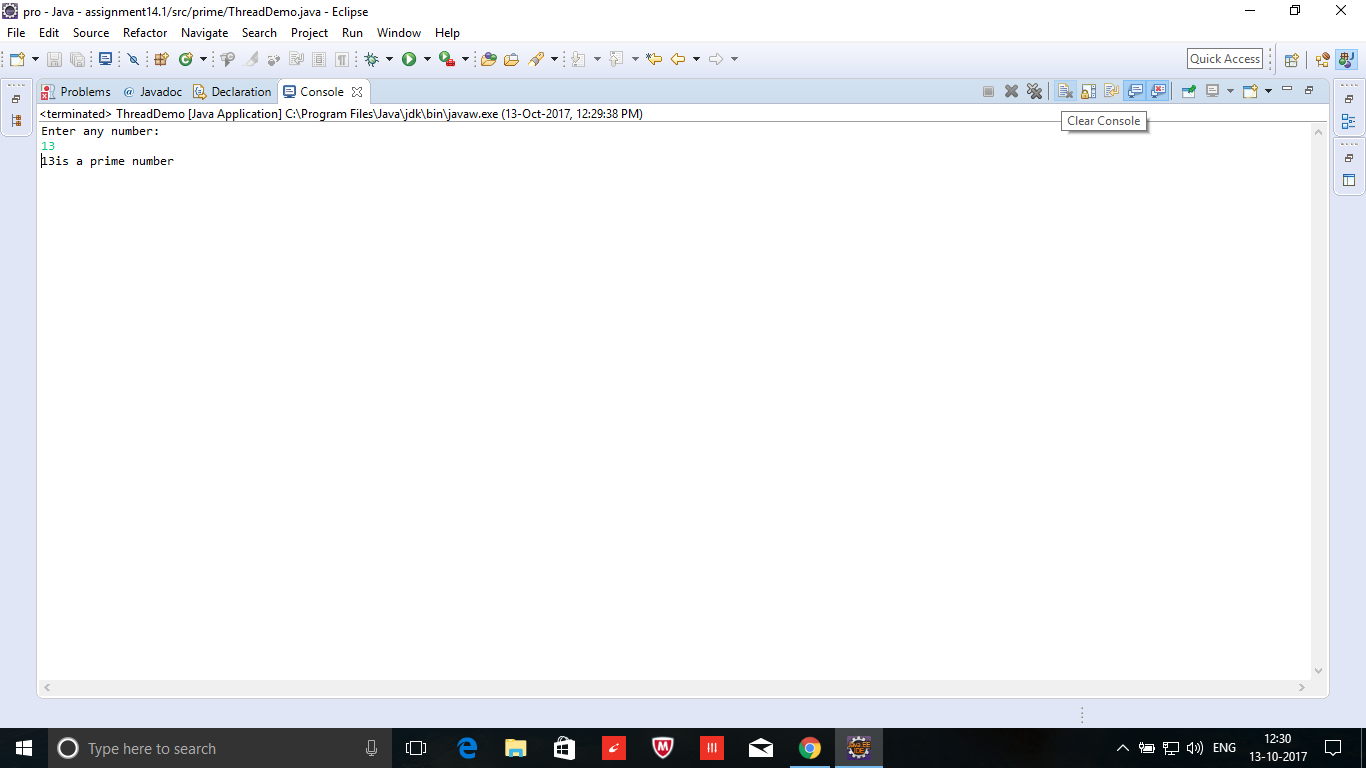 pro - Java - assignment14.1/src/prime/ThreadDemo.java - Eclipse
File Edit Source Refactor Navigate Search Project Run Window Help
Quick Access
Problems @ Javadoc Declaration Console
<terminated> ThreadDemo [Java Application] C:\Program Files\Java\jdk\bin\javaw.exe (13-Oct-2017, 12:29:38 PM)
Clear Console
Enter any number:
13
13is a prime number
Type here to search
ENG
12:30
13-10-2017